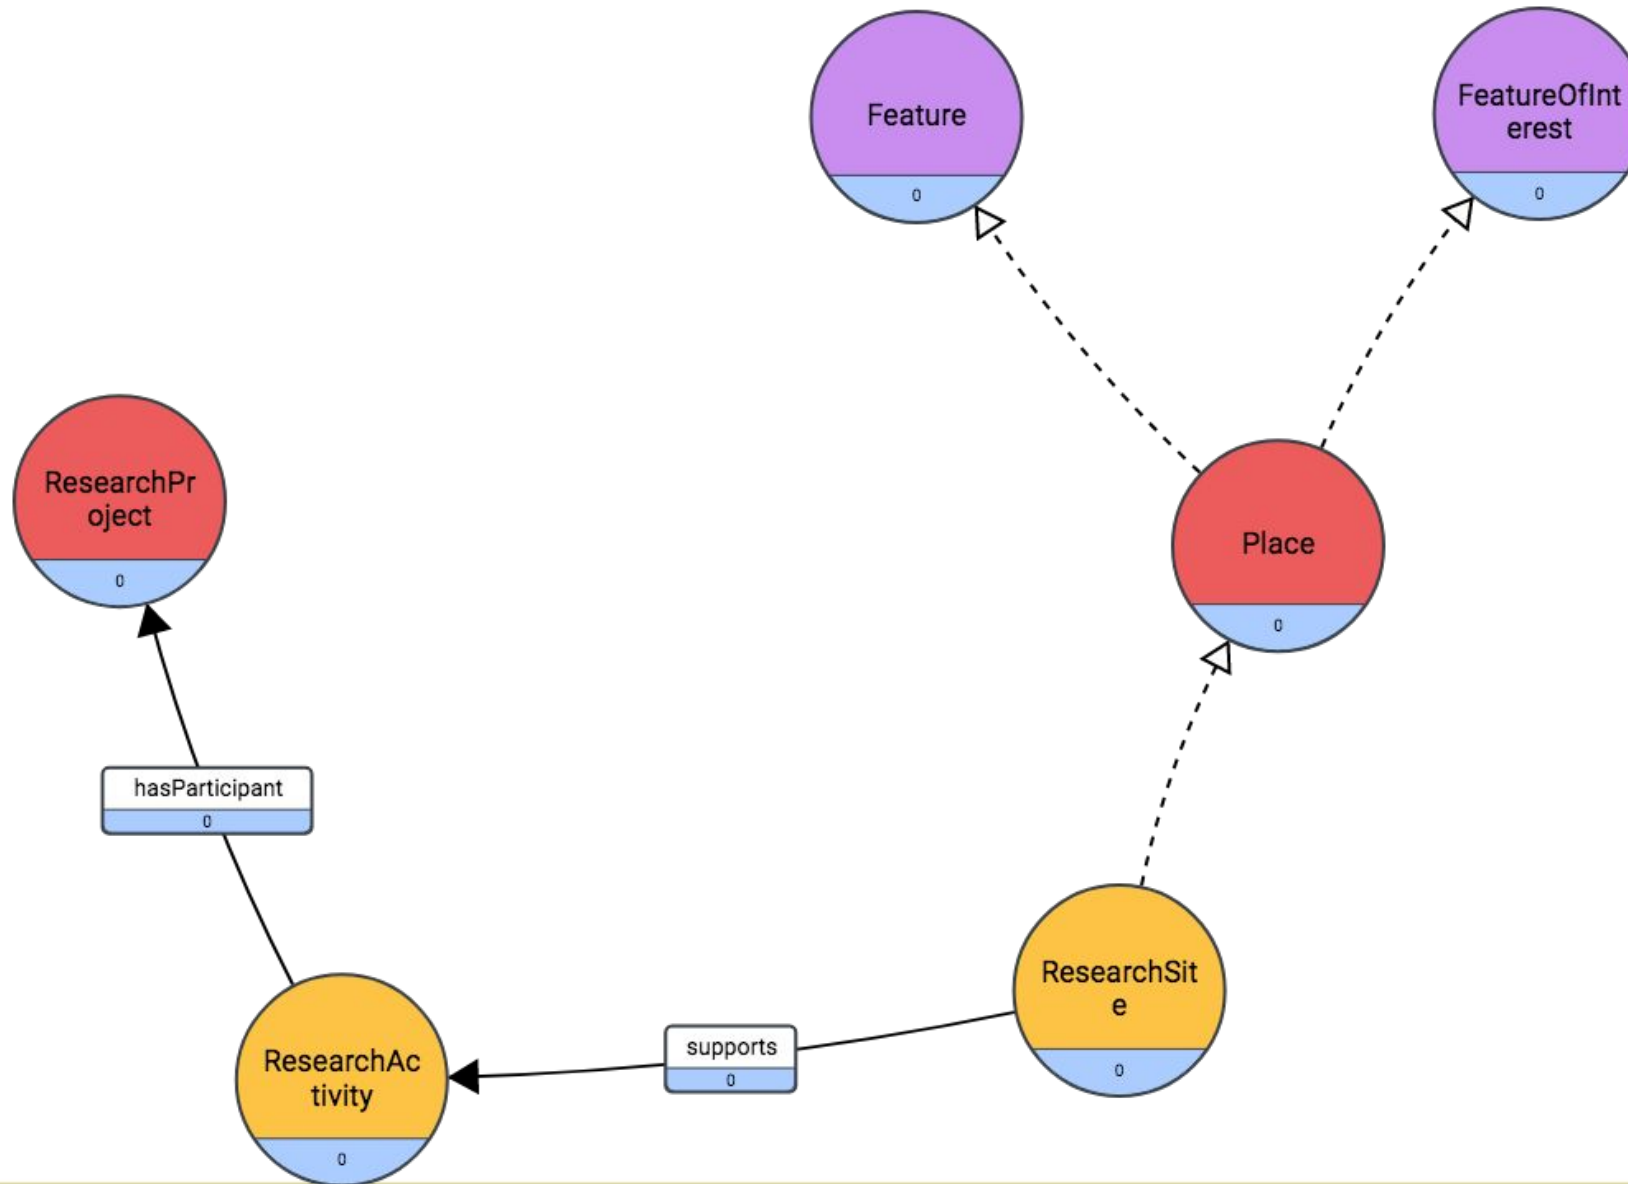 Feature
0
FeatureOfInt
erest
0
ResearchPr
oject
0
Place
0
hasParticipant
0
ResearchSit
e
0
supports
0
ResearchAc
tivity
0